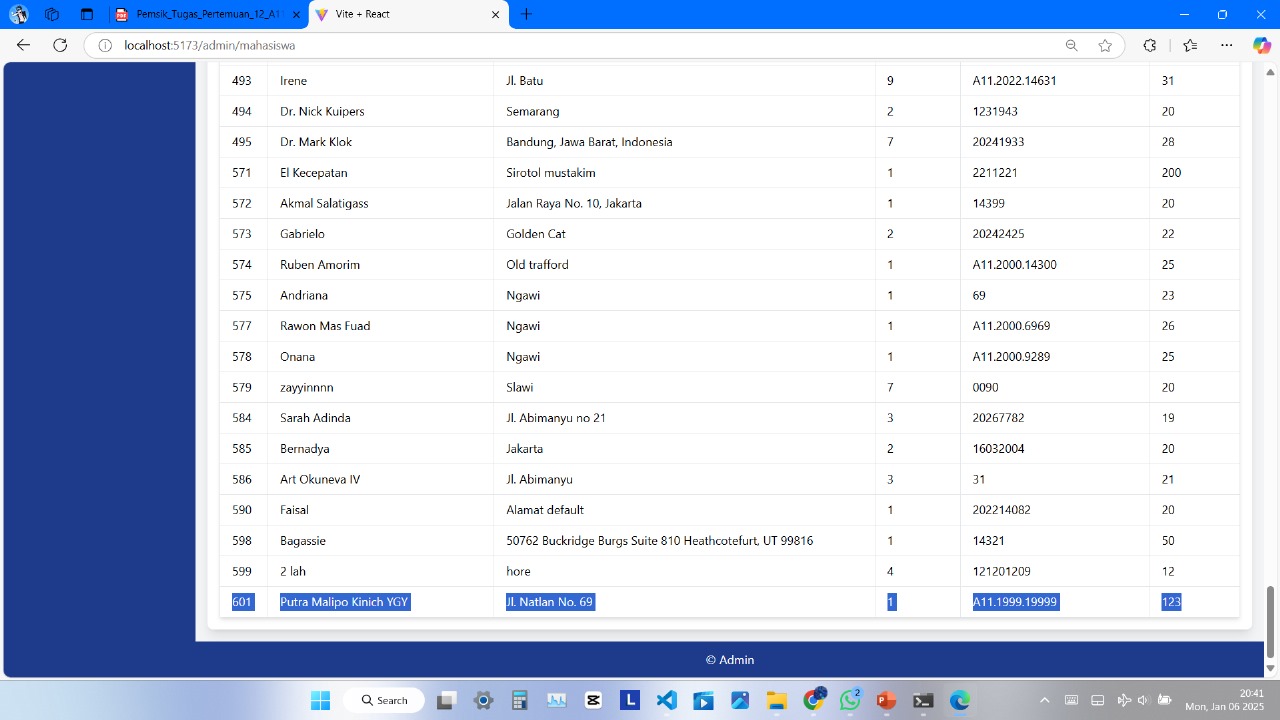 Pemsik_Tugas_Pertemuan_12_A11
Vite + React
localhost:5173/admin/mahasiswa
493 Irene Jl. Batu 9 A11.2022.14631 31
494 Dr. Nick Kuipers Semarang 2 1231943 20
495 Dr. Mark Klok Bandung, Jawa Barat, Indonesia 7 20241933 28
571 El Kecepatan Sirotol mustakim 1 2211221 200
572 Akmal Salatigass Jalan Raya No. 10, Jakarta 1 14399 20
573 Gabrielo Golden Cat 2 20242425 22
574 Ruben Amorim Old trafford 1 A11.2000.14300 25
575 Andriana Ngawi 1 69 23
577 Rawon Mas Fuad Ngawi 1 A11.2000.6969 26
578 Onana Ngawi 1 A11.2000.9289 25
579 zayyinnnn Slawi 7 0090 20
584 Sarah Adinda Jl. Abimanyu no 21 3 20267782 19
585 Bernadya Jakarta 2 16032004 20
586 Art Okuneva IV Jl. Abimanyu 3 31 21
590 Faisal Alamat default 1 202214082 20
598 Bagassie 50762 Buckridge Burgs Suite 810 Heathcotefurt, UT 99816 1 14321 50
599 2 lah hore 4 121201209 12
601 Putra Malipo Kinich YGY Jl. Natlan No. 69 1 A11.1999.19999 123
© Admin
Search
2
20:41
Mon, Jan 06 2025